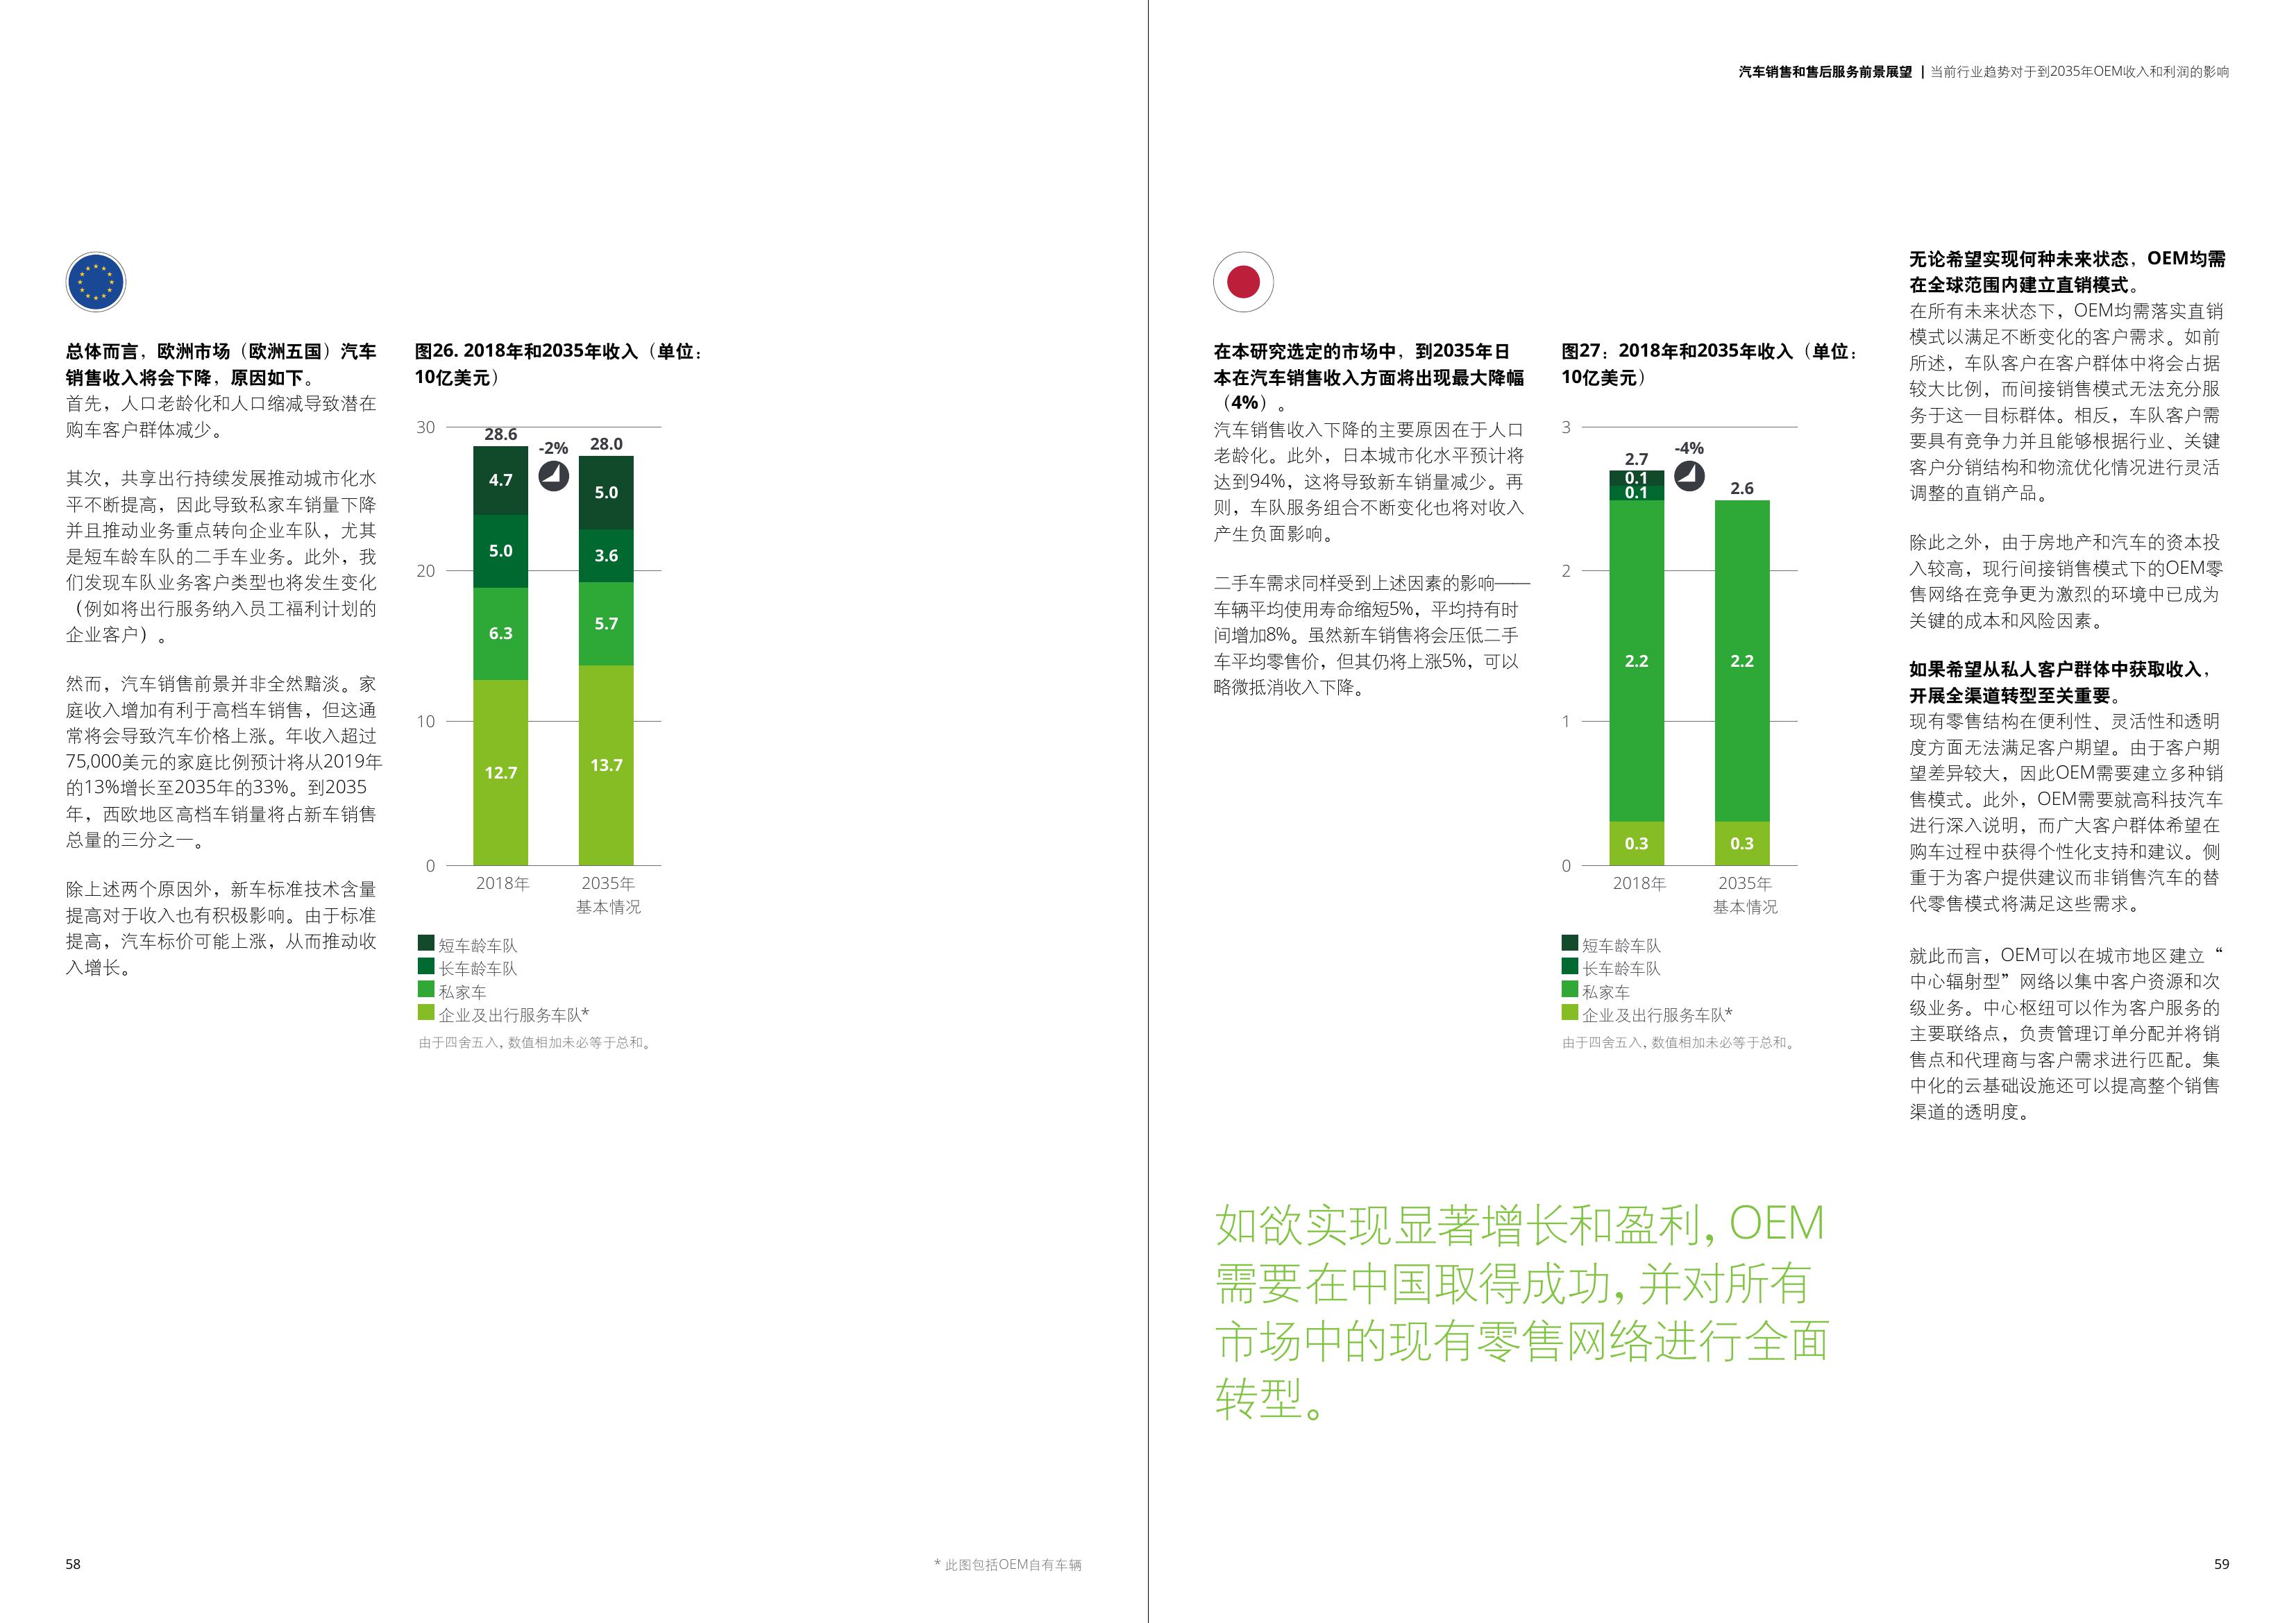 汽车销售和售后服务前景展望 | 当前行业趋势对于到2035年OEM收入和利润的影响
总体而言，欧洲市场（欧洲五国）汽车
销售收入将会下降，原因如下。
首先，人口老龄化和人口缩减导致潜在
购车客户群体减少。
其次，共享出行持续发展推动城市化水
平不断提高，因此导致私家车销量下降
并且推动业务重点转向企业车队，尤其
是短车龄车队的二手车业务。此外，我
们发现车队业务客户类型也将发生变化
（例如将出行服务纳入员工福利计划的
企业客户）。
然而，汽车销售前景并非全然黯淡。家
庭收入增加有利于高档车销售，但这通
常将会导致汽车价格上涨。年收入超过
75,000美元的家庭比例预计将从2019年
的13%增长至2035年的33%。到2035
年，西欧地区高档车销量将占新车销售
总量的三分之一。
除上述两个原因外，新车标准技术含量
提高对于收入也有积极影响。由于标准
提高，汽车标价可能上涨，从而推动收
入增长。
图26. 2018年和2035年收入（单位：
10亿美元）
30
28.6
-2%
28.0
4.7
5.0
5.0
3.6
20
6.3
5.7
10
12.7
13.7
0
2018年
2035年
基本情况
短车龄车队
长车龄车队
私家车
企业及出行服务车队*
由于四舍五入，数值相加未必等于总和。
58
* 此图包括OEM自有车辆
在本研究选定的市场中，到2035年日
本在汽车销售收入方面将出现最大降幅
（4%）。
汽车销售收入下降的主要原因在于人口
老龄化。此外，日本城市化水平预计将
达到94%，这将导致新车销量减少。再
则，车队服务组合不断变化也将对收入
产生负面影响。
二手车需求同样受到上述因素的影响——
车辆平均使用寿命缩短5%，平均持有时
间增加8%。虽然新车销售将会压低二手
车平均零售价，但其仍将上涨5%，可以
略微抵消收入下降。
图27：2018年和2035年收入（单位：
10亿美元）
3
2.7
-4%
2.6
0.1
0.1
2
2.2
2.2
1
0.3
0.3
0
2018年
2035年
基本情况
短车龄车队
长车龄车队
私家车
企业及出行服务车队*
由于四舍五入，数值相加未必等于总和。
无论希望实现何种未来状态，OEM均需
在全球范围内建立直销模式。
在所有未来状态下，OEM均需落实直销
模式以满足不断变化的客户需求。如前
所述，车队客户在客户群体中将会占据
较大比例，而间接销售模式无法充分服
务于这一目标群体。相反，车队客户需
要具有竞争力并且能够根据行业、关键
客户分销结构和物流优化情况进行灵活
调整的直销产品。
除此之外，由于房地产和汽车的资本投
入较高，现行间接销售模式下的OEM零
售网络在竞争更为激烈的环境中已成为
关键的成本和风险因素。
如果希望从私人客户群体中获取收入，
开展全渠道转型至关重要。
现有零售结构在便利性、灵活性和透明
度方面无法满足客户期望。由于客户期
望差异较大，因此OEM需要建立多种销
售模式。此外，OEM需要就高科技汽车
进行深入说明，而广大客户群体希望在
购车过程中获得个性化支持和建议。侧
重于为客户提供建议而非销售汽车的替
代零售模式将满足这些需求。
就此而言，OEM可以在城市地区建立“
中心辐射型”网络以集中客户资源和次
级业务。中心枢纽可以作为客户服务的
主要联络点，负责管理订单分配并将销
售点和代理商与客户需求进行匹配。集
中化的云基础设施还可以提高整个销售
渠道的透明度。
如欲实现显著增长和盈利，OEM
需要在中国取得成功，并对所有
市场中的现有零售网络进行全面
转型。
59